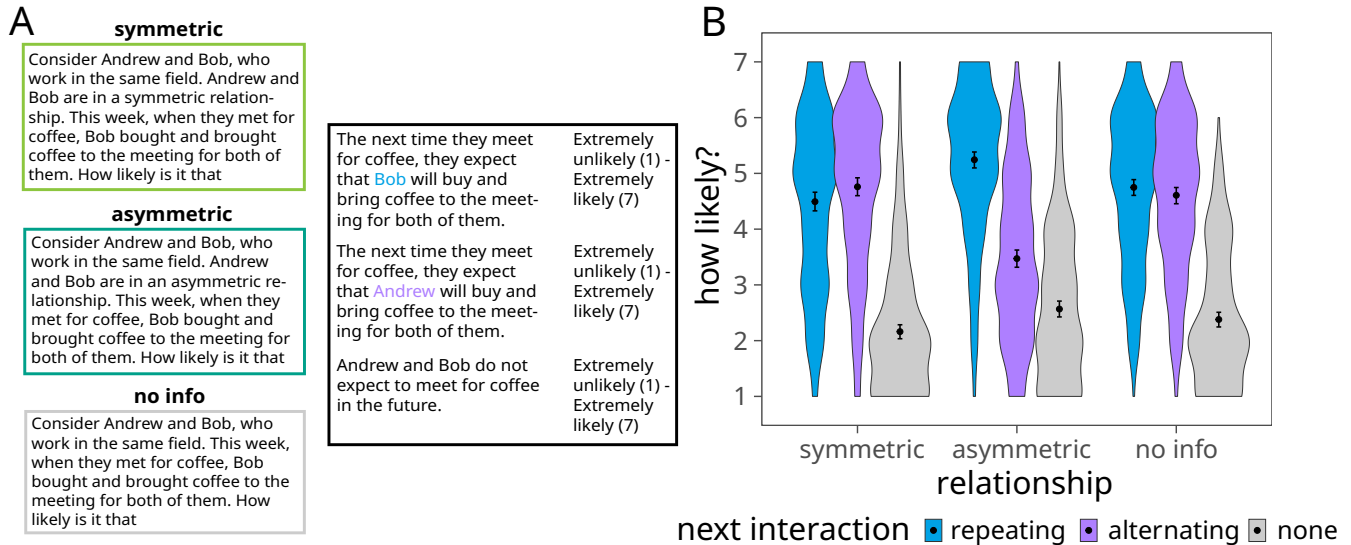 A
symmetric
Consider Andrew and Bob, who
work in the same field. Andrew and
Bob are in a symmetric relation-
ship. This week, when they met for
coffee, Bob bought and brought
coffee to the meeting for both of
them. How likely is it that
asymmetric
Consider Andrew and Bob, who
work in the same field. Andrew
and Bob are in an asymmetric re-
lationship. This week, when they
met for coffee, Bob bought and
brought coffee to the meeting for
both of them. How likely is it that
no info
Consider Andrew and Bob, who
work in the same field. This week,
when they met for coffee, Bob
bought and brought coffee to the
meeting for both of them. How
likely is it that
The next time they meet
for coffee, they expect
that Bob will buy and
bring coffee to the meet-
ing for both of them.
Extremely
unlikely (1) -
Extremely
likely (7)
The next time they meet
for coffee, they expect
that Andrew will buy and
bring coffee to the meet-
ing for both of them.
Extremely
unlikely (1) -
Extremely
likely (7)
Andrew and Bob do not
expect to meet for coffee
in the future.
Extremely
unlikely (1) -
Extremely
likely (7)
B
how likely?
7
6
5
4
3
2
1
symmetric asymmetric no info
relationship
next interaction repeating alternating none